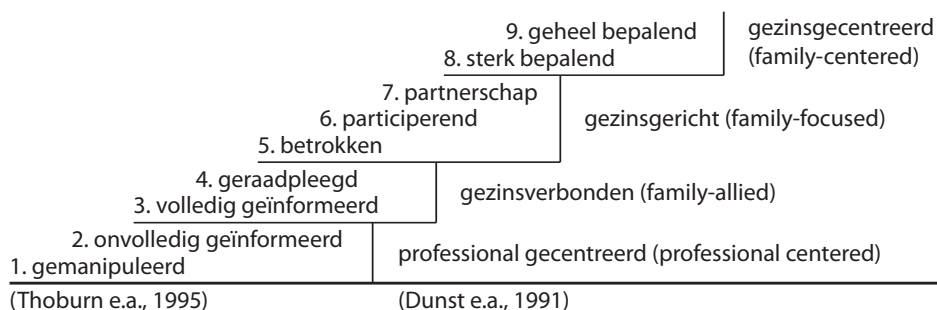 9. geheel bepalend
8. sterk bepalend
gezinsgecentreerd
(family-centered)
7. partnerschap
6. participerend
5. betrokken
gezinsgericht (family-focused)
4. geraadpleegd
3. volledig geïnformeerd
gezinsverbonden (family-allied)
2. onvolledig geïnformeerd
1. gemanipuleerd
professional gecentreerd (professional centered)
(Thoburn e.a., 1995)
(Dunst e.a., 1991)